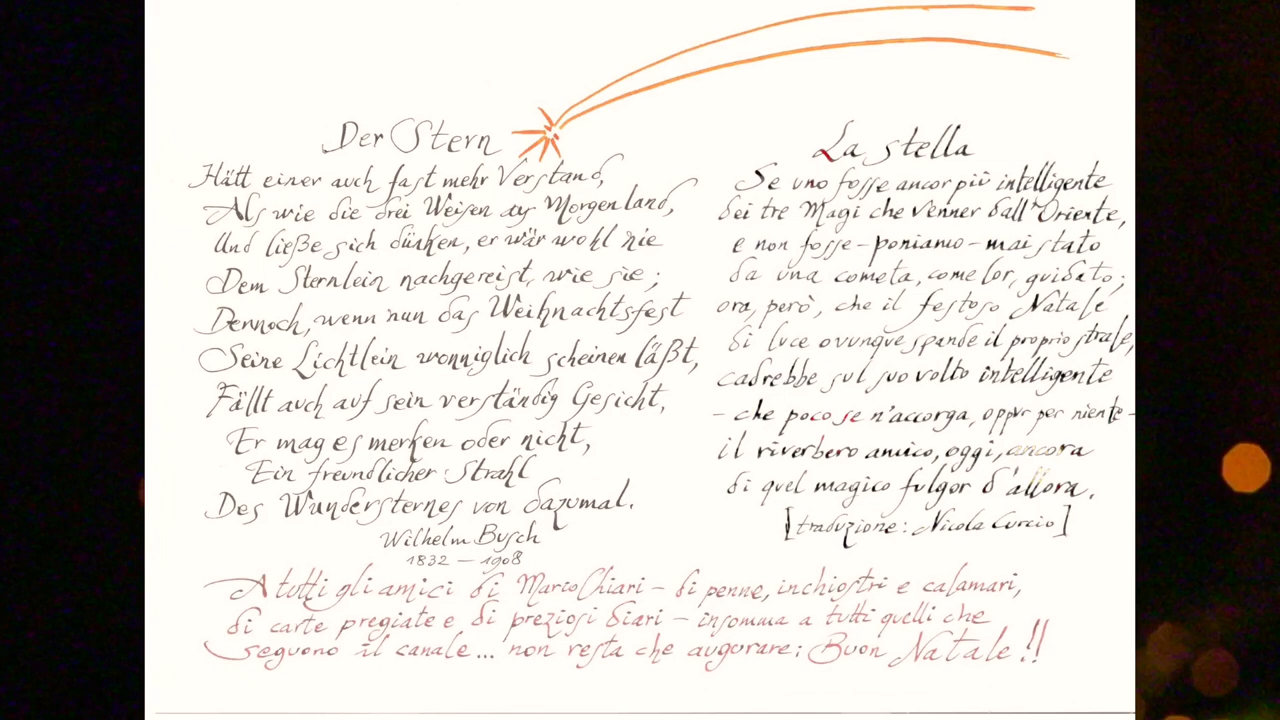 Der Stern
Hätt einer auch fast mehr Verstand,
Als wie die drei Weisen aus Morgenland,
Und ließe sich dünken, er wär wohl nie
Dem Sternlein nachgereist, wie sie;
Dennoch, wenn nun das Weihnachtsfest
Seine Lichtlein wonniglich scheinen läßt,
Fällt auch auf sein verständig Gesicht,
Er mag es merken oder nicht,
Ein freundlicher Strahl
Des Wundersternes von dazumal.
Wilhelm Busch
1832 – 1908
La stella
Se uno fosse ancor più intelligente
dei tre Magi che venner dall'Oriente,
e non fosse – poniamo – mai stato
da una cometa, come lor, guidato;
ora, però, che il festoso Natale
di luce ovunque spande il proprio strale,
cadrebbe sul suo volto intelligente
– che poco se n'accorga, oppur per niente –
il riverbero amico, oggi, ancora
di quel magico fulgor d'allora.
[traduzione: Nicola Curcio]
A tutti gli amici di MarioChiari – di penne, inchiostri e calamari,
di carte pregiate e di preziosi diari – insomma a tutti quelli che
seguono il canale... non resta che augurare: Buon Natale!!